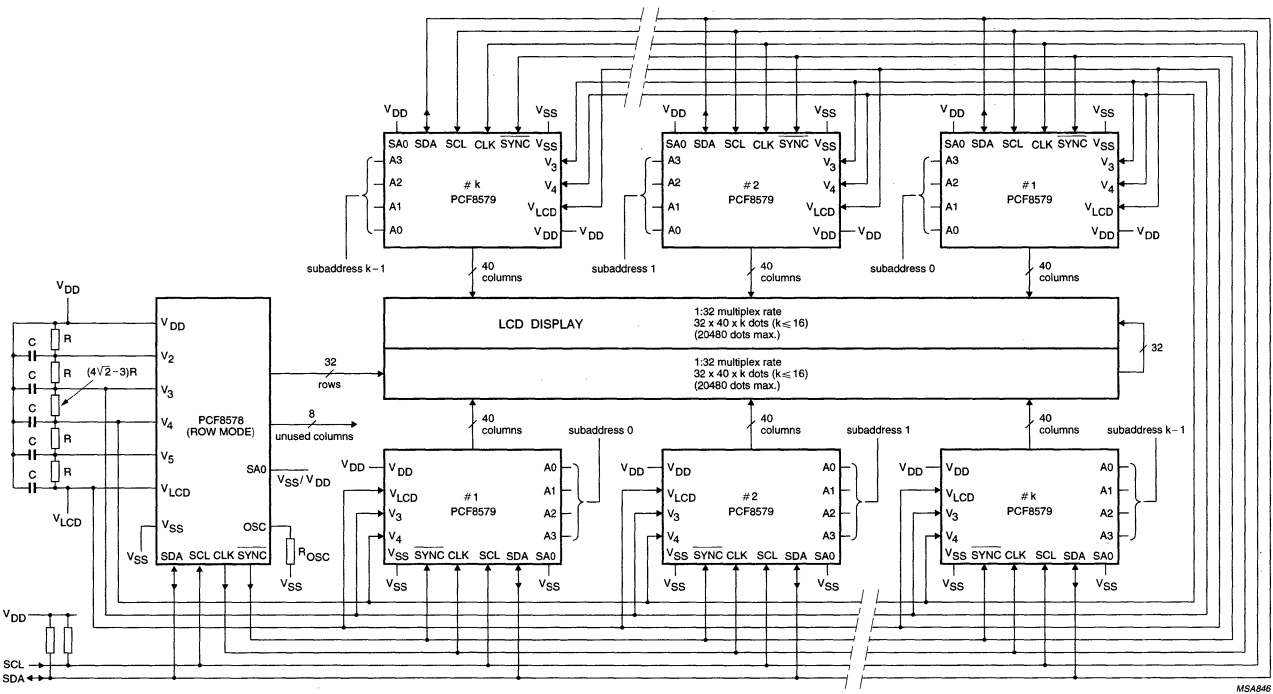 VDD
SA0 SDA SCL CLK SYNC VSS
VSS
A3
A2
A1
A0
# k
PCF8579
V3
V4
VLCD
VDD VDD
subaddress k−1
40
columns
VDD
SA0 SDA SCL CLK SYNC VSS
VSS
A3
A2
A1
A0
# 2
PCF8579
V3
V4
VLCD
VDD VDD
subaddress 1
40
columns
VDD
SA0 SDA SCL CLK SYNC VSS
VSS
A3
A2
A1
A0
# 1
PCF8579
V3
V4
VLCD
VDD VDD
subaddress 0
40
columns
LCD DISPLAY
1:32 multiplex rate
32 x 40 x k dots (k⩽16)
(20480 dots max.)
1:32 multiplex rate
32 x 40 x k dots (k⩽16)
(20480 dots max.)
32
VDD
C
R
C
R
C
(4√2−3)R
C
R
C
R
C
VLCD
VDD
V2
V3
V4
V5
VLCD
VSS
VSS
PCF8578
(ROW MODE)
32
rows
8
unused columns
SA0
VSS/VDD
OSC
ROSC
VSS
SDA SCL CLK SYNC
40
columns
subaddress 0
VDD VDD
VLCD
V3
V4
# 1
PCF8579
A0
A1
A2
A3
VSS SYNC CLK SCL SDA SA0
VSS
VSS
40
columns
subaddress 1
VDD VDD
VLCD
V3
V4
# 2
PCF8579
A0
A1
A2
A3
VSS SYNC CLK SCL SDA SA0
VSS
VSS
40
columns
subaddress k−1
VDD VDD
VLCD
V3
V4
# k
PCF8579
A0
A1
A2
A3
VSS SYNC CLK SCL SDA SA0
VSS
VSS
VDD
SCL
SDA
MSA846